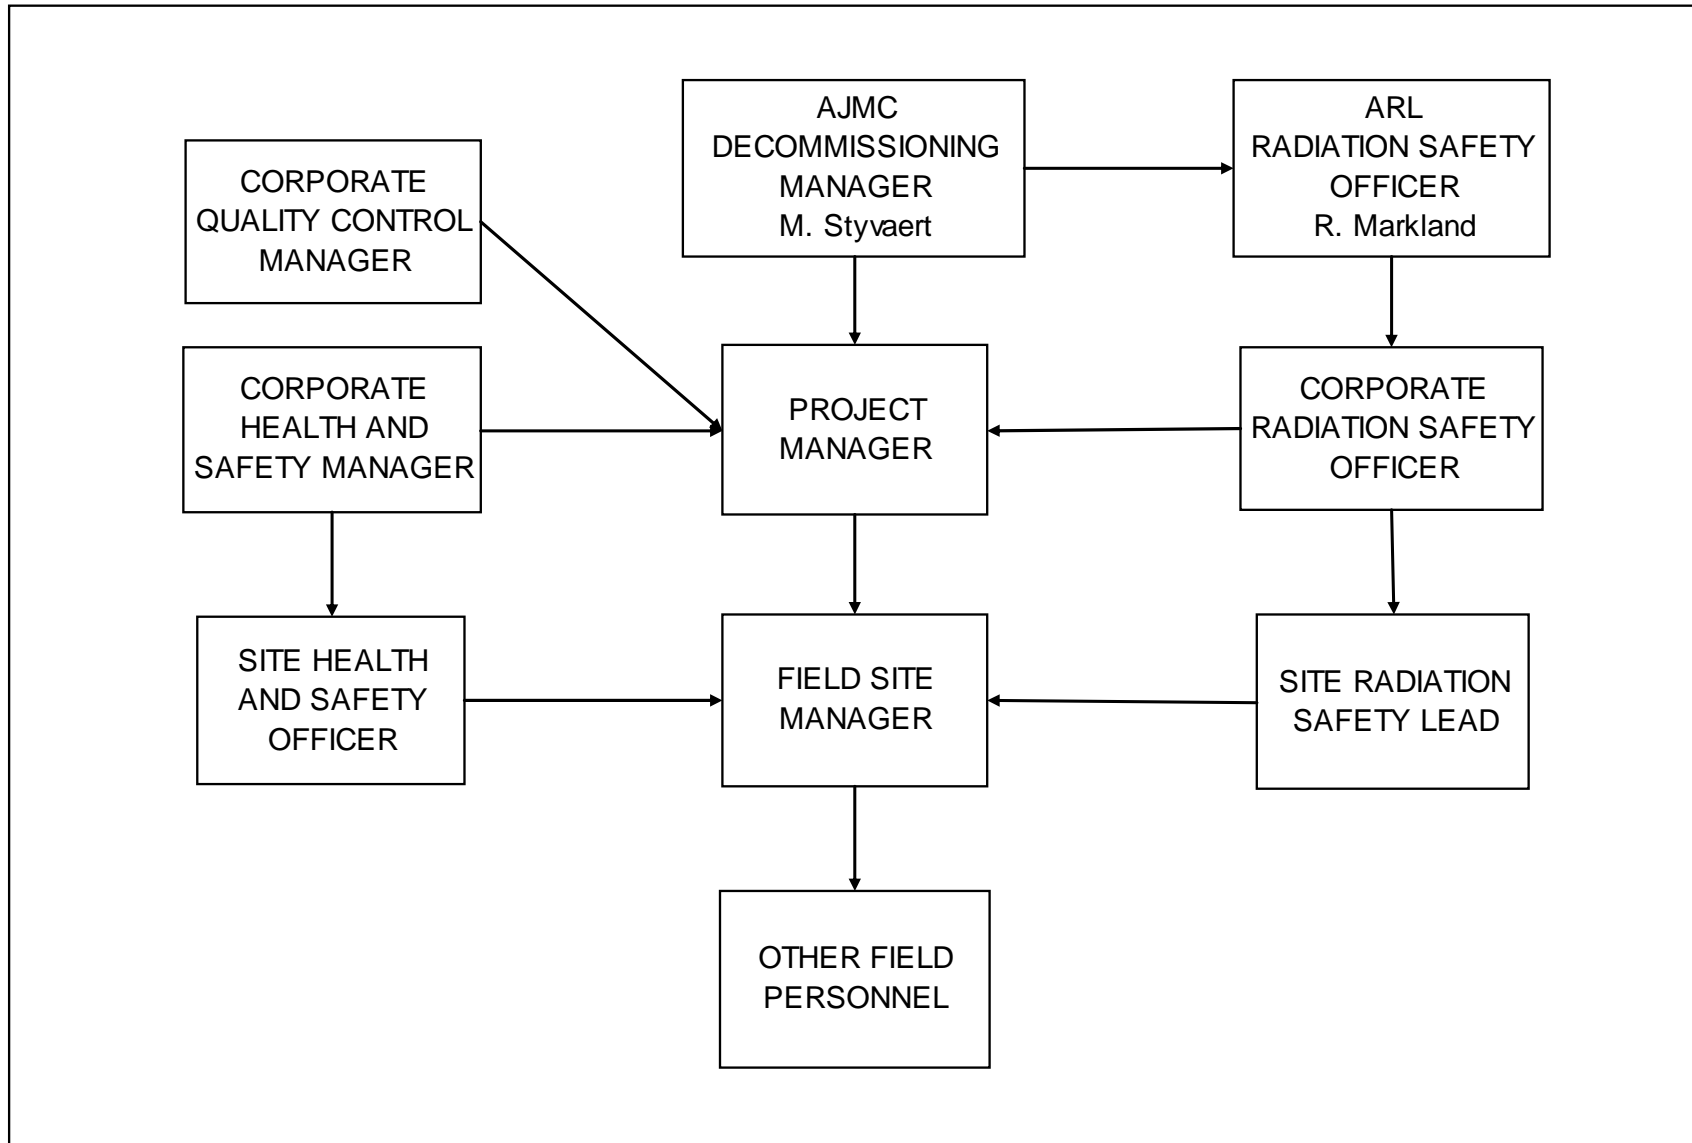 AJMC
DECOMMISSIONING
MANAGER
M. Styvaert
ARL
RADIATION SAFETY
OFFICER
R. Markland
CORPORATE
QUALITY CONTROL
MANAGER
CORPORATE
HEALTH AND
SAFETY MANAGER
PROJECT
MANAGER
CORPORATE
RADIATION SAFETY
OFFICER
SITE HEALTH
AND SAFETY
OFFICER
FIELD SITE
MANAGER
SITE RADIATION
SAFETY LEAD
OTHER FIELD
PERSONNEL